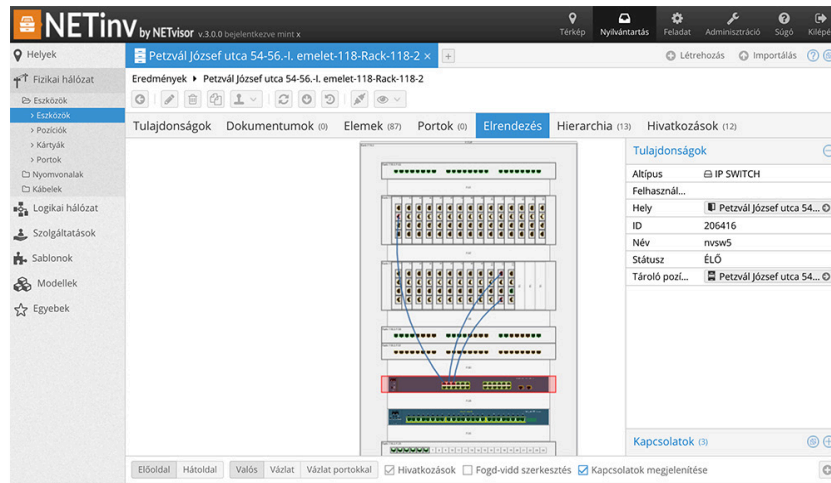 NETinv by NETvisor v.3.0.0 bejelentkezve mint x
Térkép Nyilvántartás Feladat Adminisztráció Súgó Kilépé
Helyek
Petzvál József utca 54-56.-I. emelet-118-Rack-118-2 × +
Létrehozás Importálás
Fizikai hálózat
Eredmények Petzvál József utca 54-56.-I. emelet-118-Rack-118-2
Eszközök
> Eszközök
> Pozíciók
> Kártyák
> Portok
Nyomvonalak
Kábelek
Logikai hálózat
Szolgáltatások
Sablonok
Modellek
Egyebek
Tulajdonságok Dokumentumok (0) Elemek (87) Portok (0) Elrendezés Hierarchia (13) Hivatkozások (12)
Tulajdonságok
Altípus IP SWITCH
Felhasznál...
Hely Petzvál József utca 54...
ID 206416
Név nvsw5
Státusz ÉLŐ
Tároló pozí... Petzvál József utca 54...
Kapcsolatok (3)
Előoldal Hátoldal Valós Vázlat Vázlat portokkal Hivatkozások Fogd-vidd szerkesztés Kapcsolatok megjelenítése